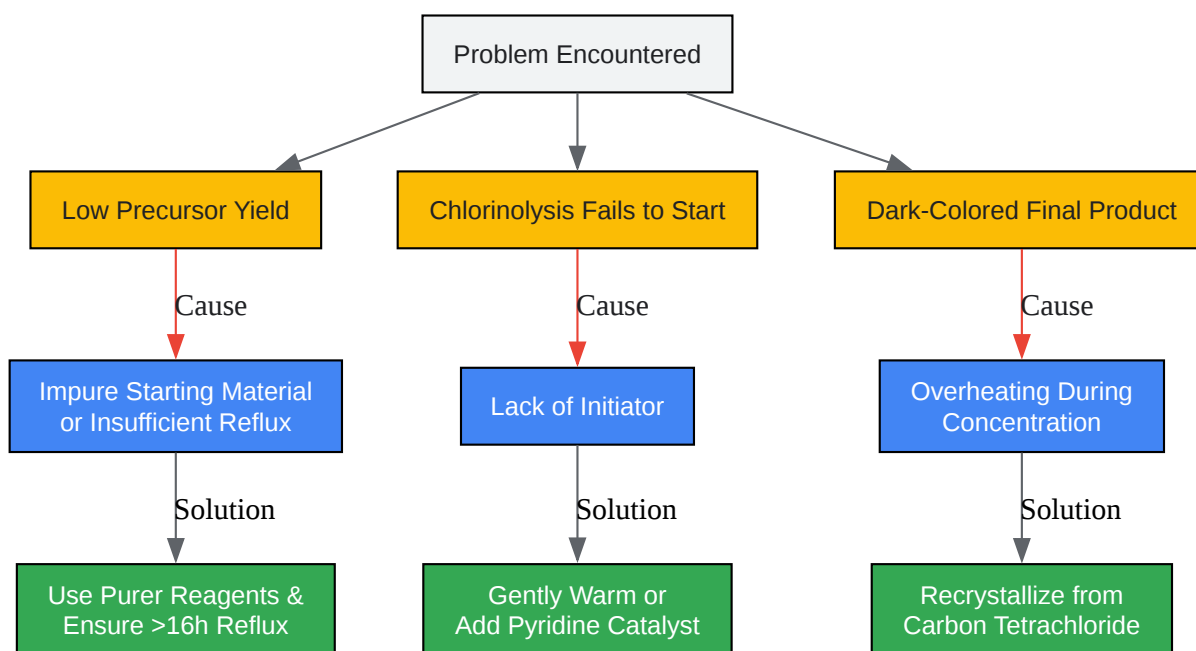 Problem Encountered
Low Precursor Yield
Chlorinolysis Fails to Start
Dark-Colored Final Product
Cause
Cause
Cause
Impure Starting Material
or Insufficient Reflux
Lack of Initiator
Overheating During
Concentration
Solution
Solution
Solution
Use Purer Reagents &
Ensure >16h Reflux
Gently Warm or
Add Pyridine Catalyst
Recrystallize from
Carbon Tetrachloride